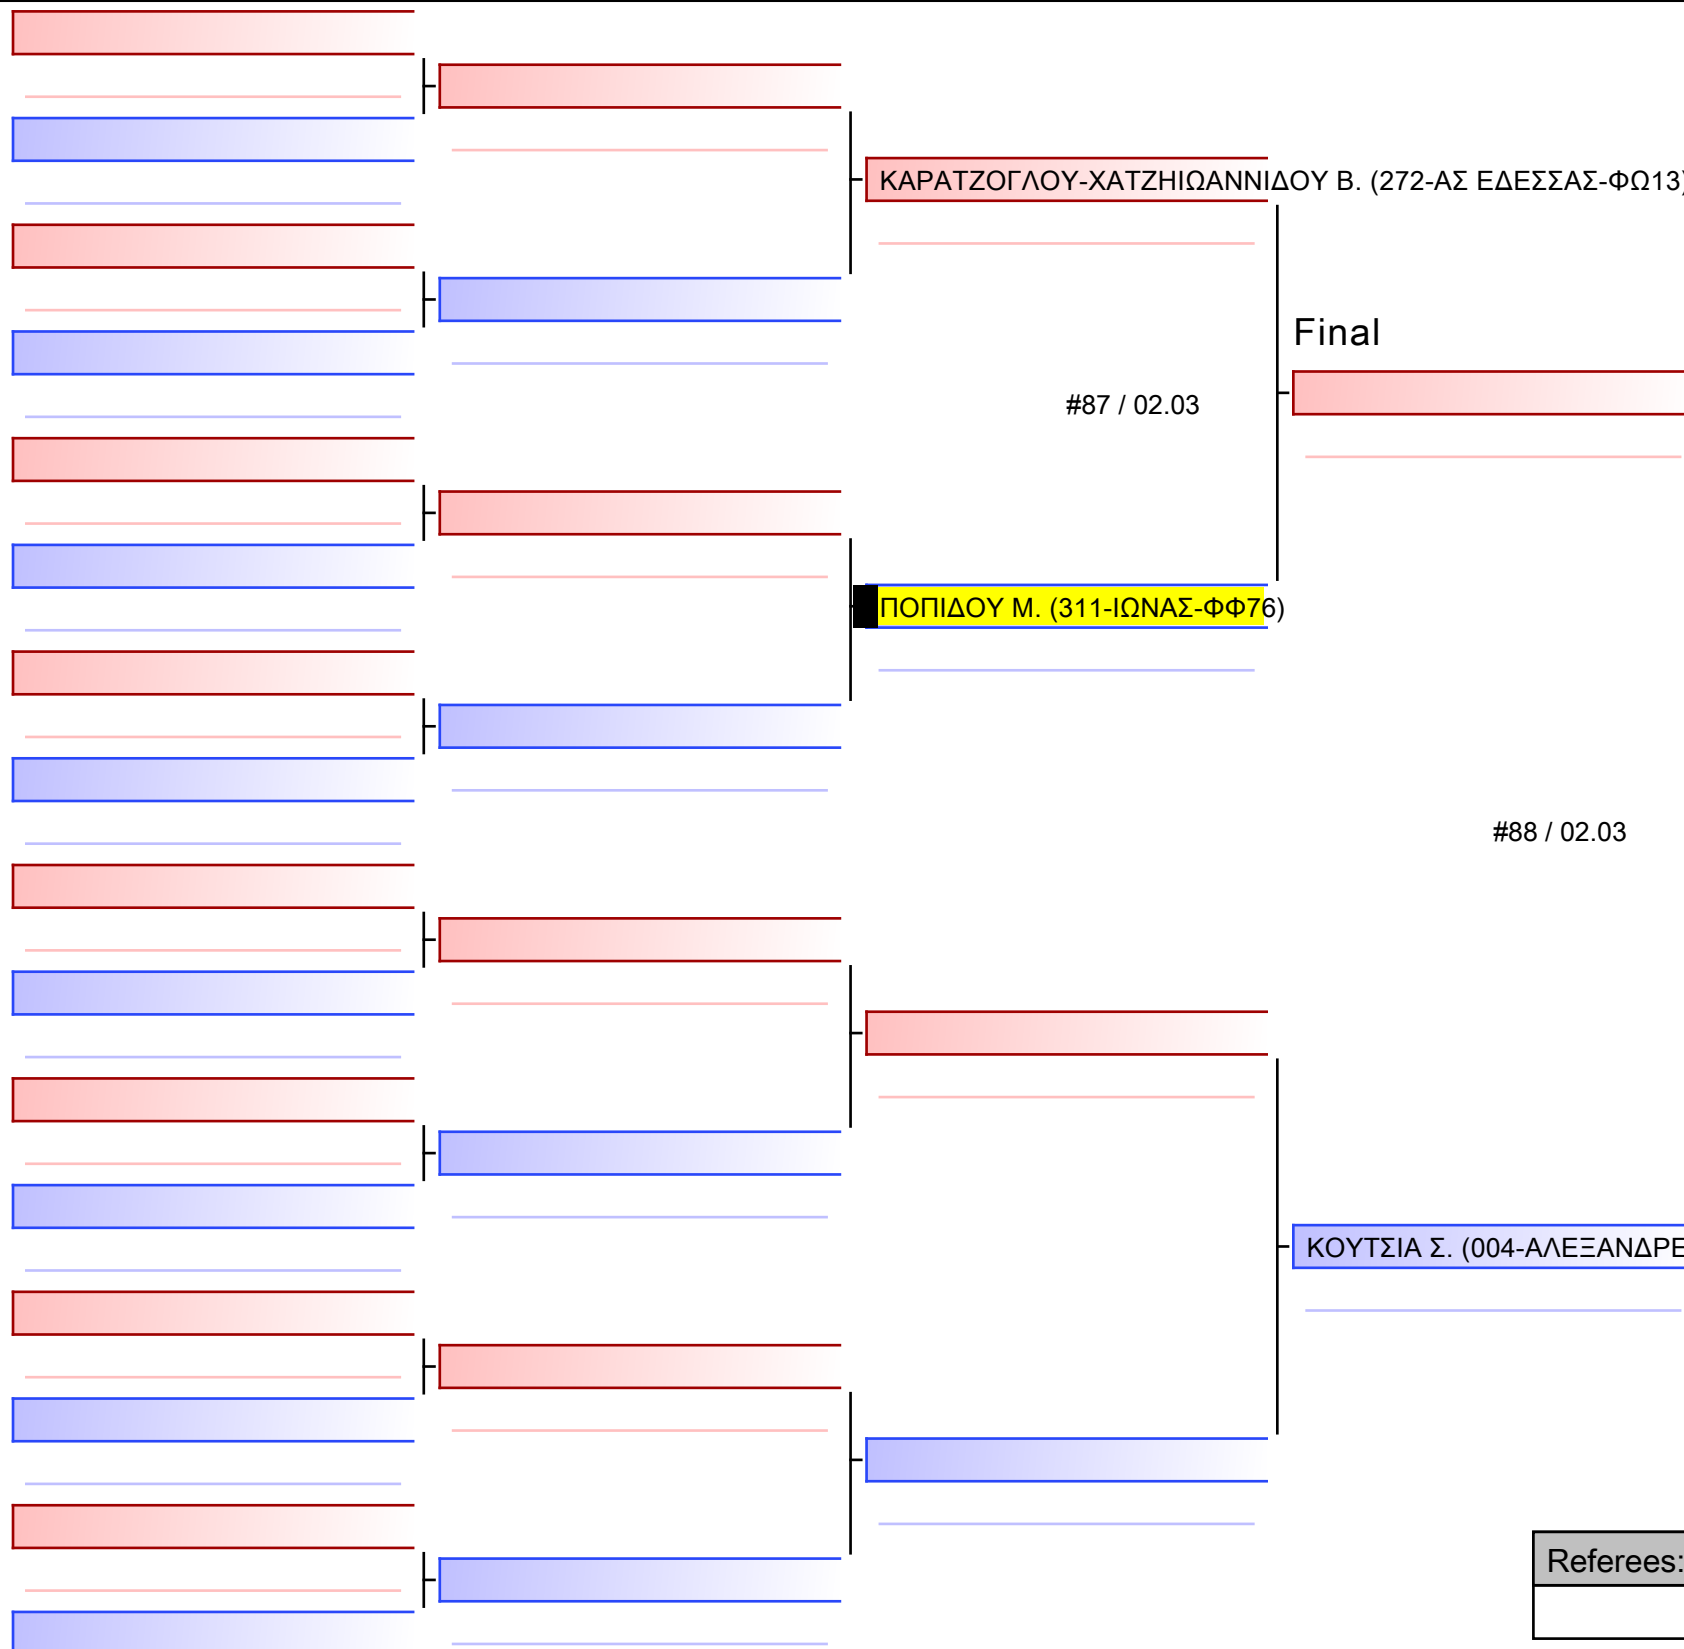 ΚΑΡΑΤΖΟΓΛΟΥ-ΧΑΤΖΗΙΩΑΝΝΙΔΟΥ Β. (272-ΑΣ ΕΔΕΣΣΑΣ-ΦΩ13)
Final
#87 / 02.03
ΠΟΠΙΔΟΥ Μ. (311-ΙΩΝΑΣ-ΦΦ76)
#88 / 02.03
ΚΟΥΤΣΙΑ Σ. (004-ΑΛΕΞΑΝΔΡΕ
Referees: